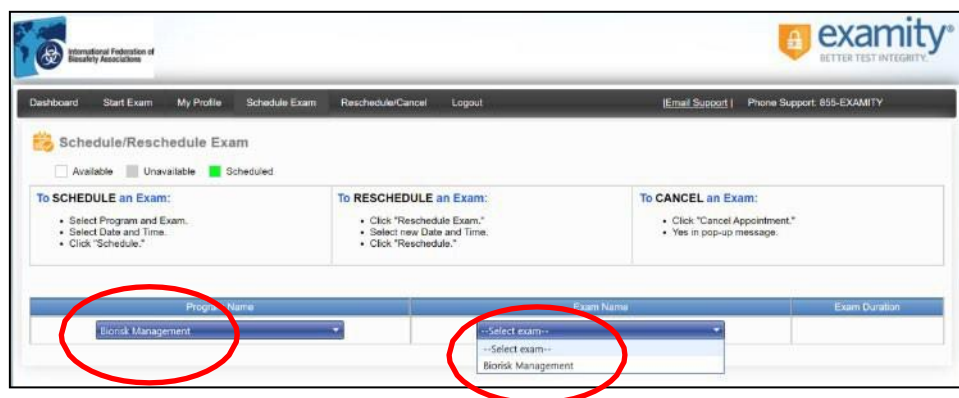 International Federation of
Biosafety Associations
examity®
BETTER TEST INTEGRITY.
Dashboard Start Exam My Profile Schedule Exam Reschedule/Cancel Logout |Email Support| Phone Support: 855-EXAMITY
Schedule/Reschedule Exam
Available Unavailable Scheduled
To SCHEDULE an Exam:
• Select Program and Exam.
• Select Date and Time.
• Click "Schedule."
To RESCHEDULE an Exam:
• Click "Reschedule Exam."
• Select new Date and Time.
• Click "Reschedule."
To CANCEL an Exam:
• Click "Cancel Appointment."
• Yes in pop-up message.
Program Name Exam Name Exam Duration
Biorisk Management --Select exam--
--Select exam--
Biorisk Management